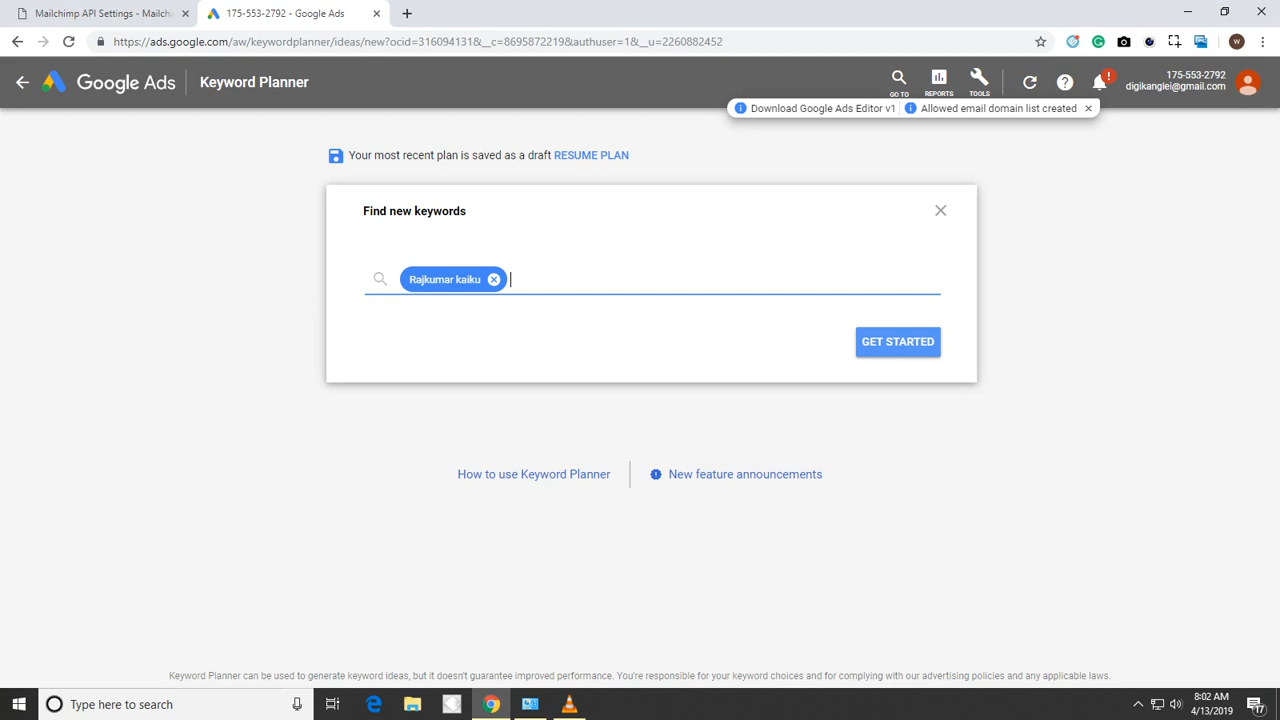 Mailchimp API Settings - Mailchi
175-553-2792 - Google Ads
https://ads.google.com/aw/keywordplanner/ideas/new?ocid=316094131&__c=8695872219&authuser=1&__u=2260882452
W
Google Ads
Keyword Planner
GO TO
REPORTS
TOOLS
!
175-553-2792
digikanglei@gmail.com
Download Google Ads Editor v1
Allowed email domain list created
Your most recent plan is saved as a draft RESUME PLAN
Find new keywords
Rajkumar kaiku
GET STARTED
How to use Keyword Planner
New feature announcements
Keyword Planner can be used to generate keyword ideas, but it doesn't guarantee improved performance. You're responsible for your keyword choices and for complying with our advertising policies and any applicable laws.
Type here to search
8:02 AM
4/13/2019
17